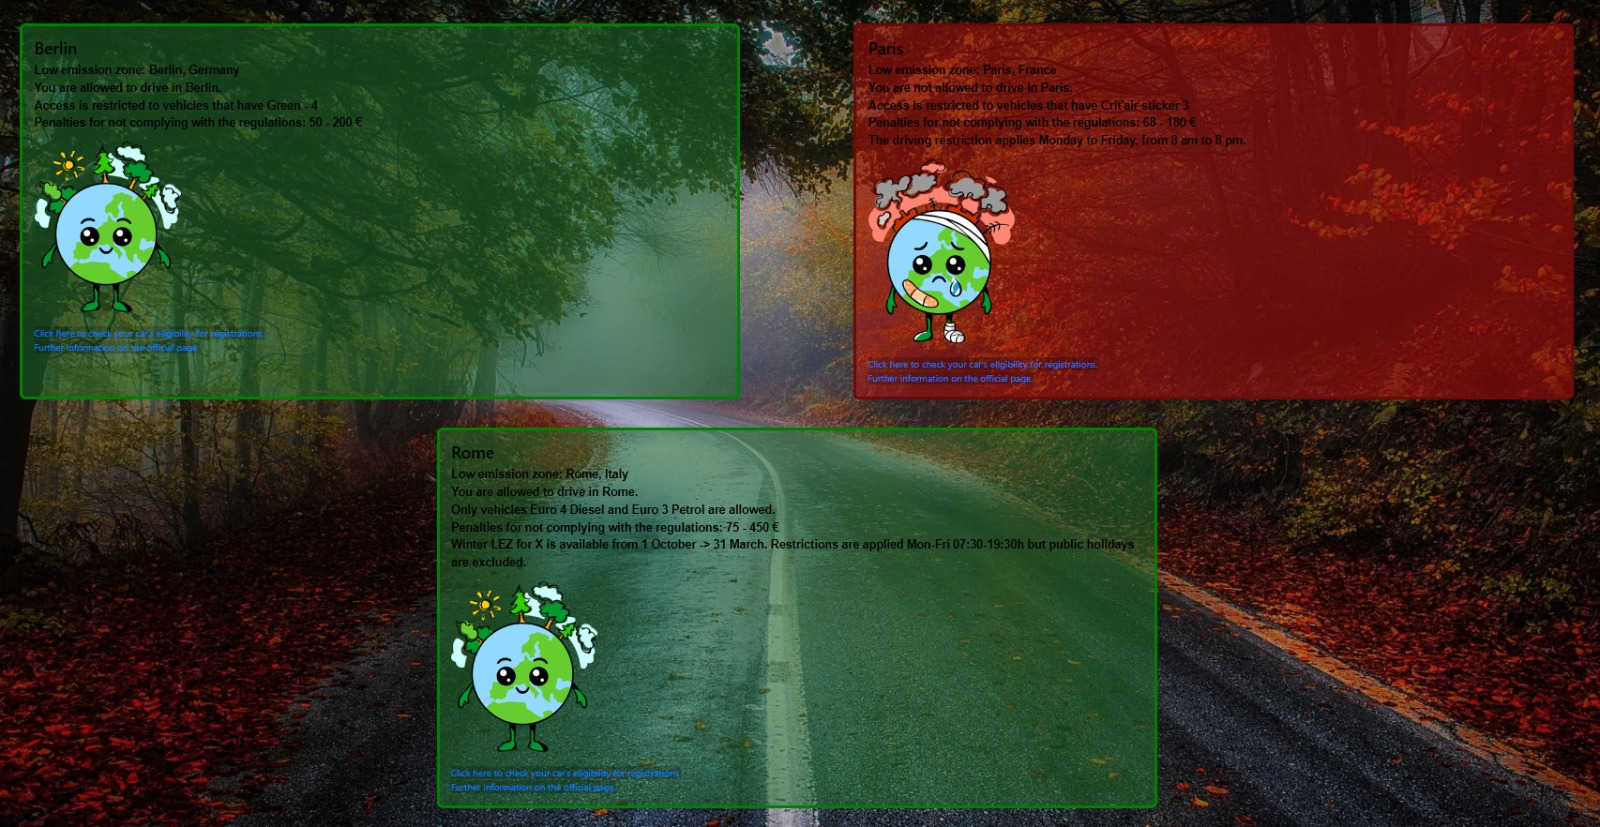 Berlin
Low emission zone: Berlin, Germany
You are allowed to drive in Berlin.
Access is restricted to vehicles that have Green - 4
Penalties for not complying with the regulations: 50 - 200 €
Click here to check your car's eligibility for registrations.
Further information on the official page.
Paris
Low emission zone: Paris, France
You are not allowed to drive in Paris.
Access is restricted to vehicles that have Crit'air sticker 3
Penalties for not complying with the regulations: 68 - 180 €
The driving restriction applies Monday to Friday, from 8 am to 8 pm.
Click here to check your car's eligibility for registrations.
Further information on the official page.
Rome
Low emission zone: Rome, Italy
You are allowed to drive in Rome.
Only vehicles Euro 4 Diesel and Euro 3 Petrol are allowed.
Penalties for not complying with the regulations: 75 - 450 €
Winter LEZ for X is available from 1 October -> 31 March. Restrictions are applied Mon-Fri 07:30-19:30h but public holidays
are excluded.
Click here to check your car's eligibility for registrations.
Further information on the official page.